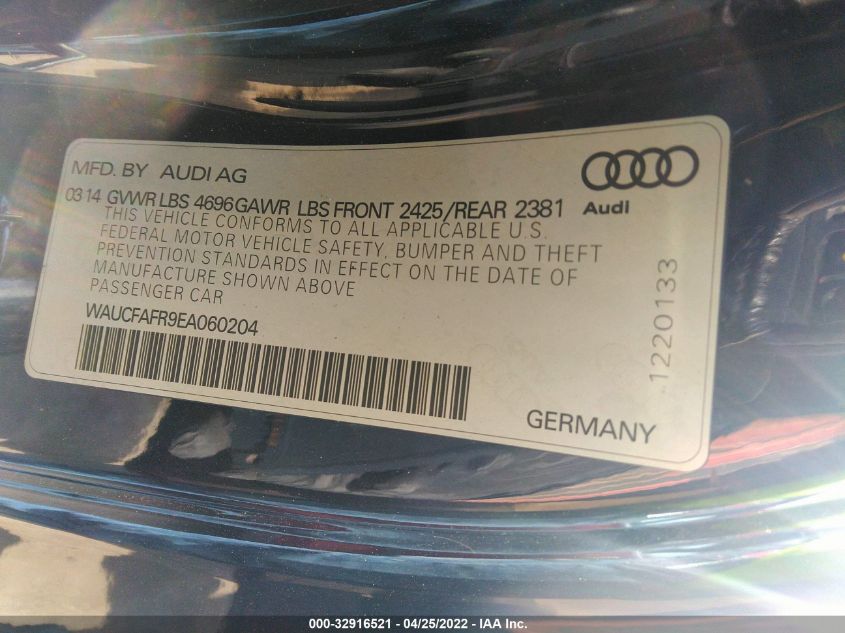 MFD. BY AUDI AG
0314 GVWR LBS 4696 GAWR LBS FRONT 2425/REAR 2381
THIS VEHICLE CONFORMS TO ALL APPLICABLE U.S.
FEDERAL MOTOR VEHICLE SAFETY, BUMPER AND THEFT
PREVENTION STANDARDS IN EFFECT ON THE DATE OF
MANUFACTURE SHOWN ABOVE
PASSENGER CAR
WAUCFAFR9EA060204
Audi
1220133
GERMANY
000-32916521 - 04/25/2022 - IAA Inc.